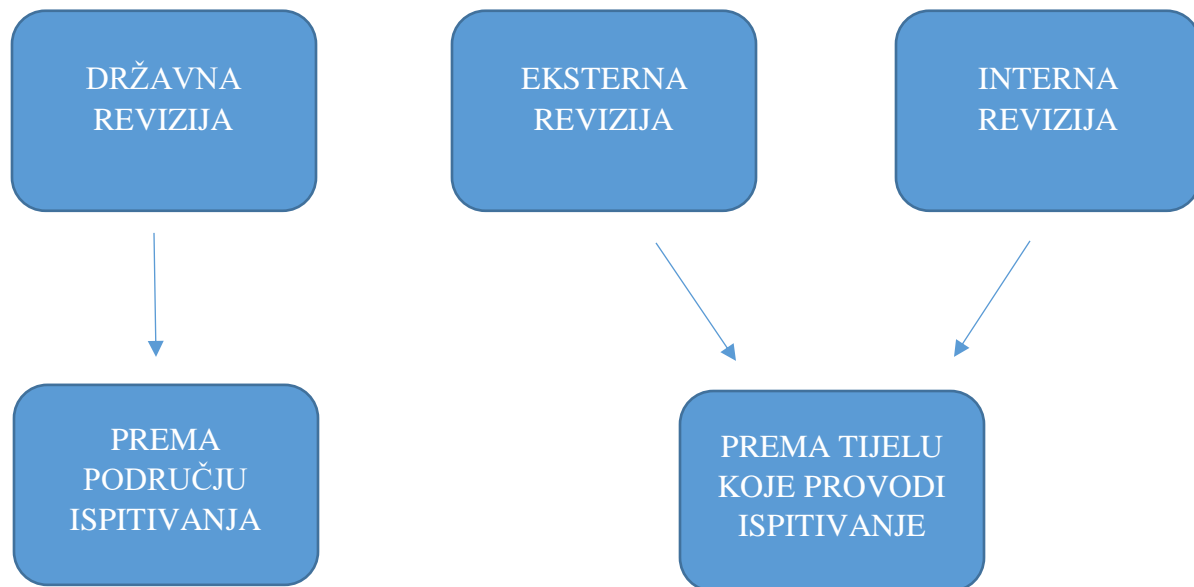 DRŽAVNA
REVIZIJA
EKSTERNA
REVIZIJA
INTERNA
REVIZIJA
PREMA
PODRUČJU
ISPITIVANJA
PREMA TIJELU
KOJE PROVODI
ISPITIVANJE